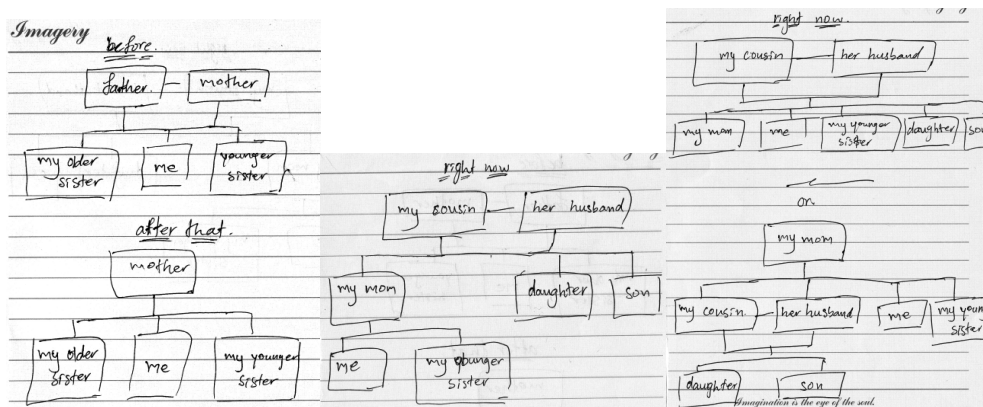 Imagery
before.
father.
mother
my older
sister
me
younger
sister
after that.
mother
my older
sister
me
my younger
sister
right now
my cousin
her husband
my mom
daughter
son
me
my younger
sister
right now.
my cousin
her husband
my mom
me
my younger
sister
daughter
or.
my mom
my cousin.
her husband
me
sister
daughter
son
Imagination is the eye of the soul.